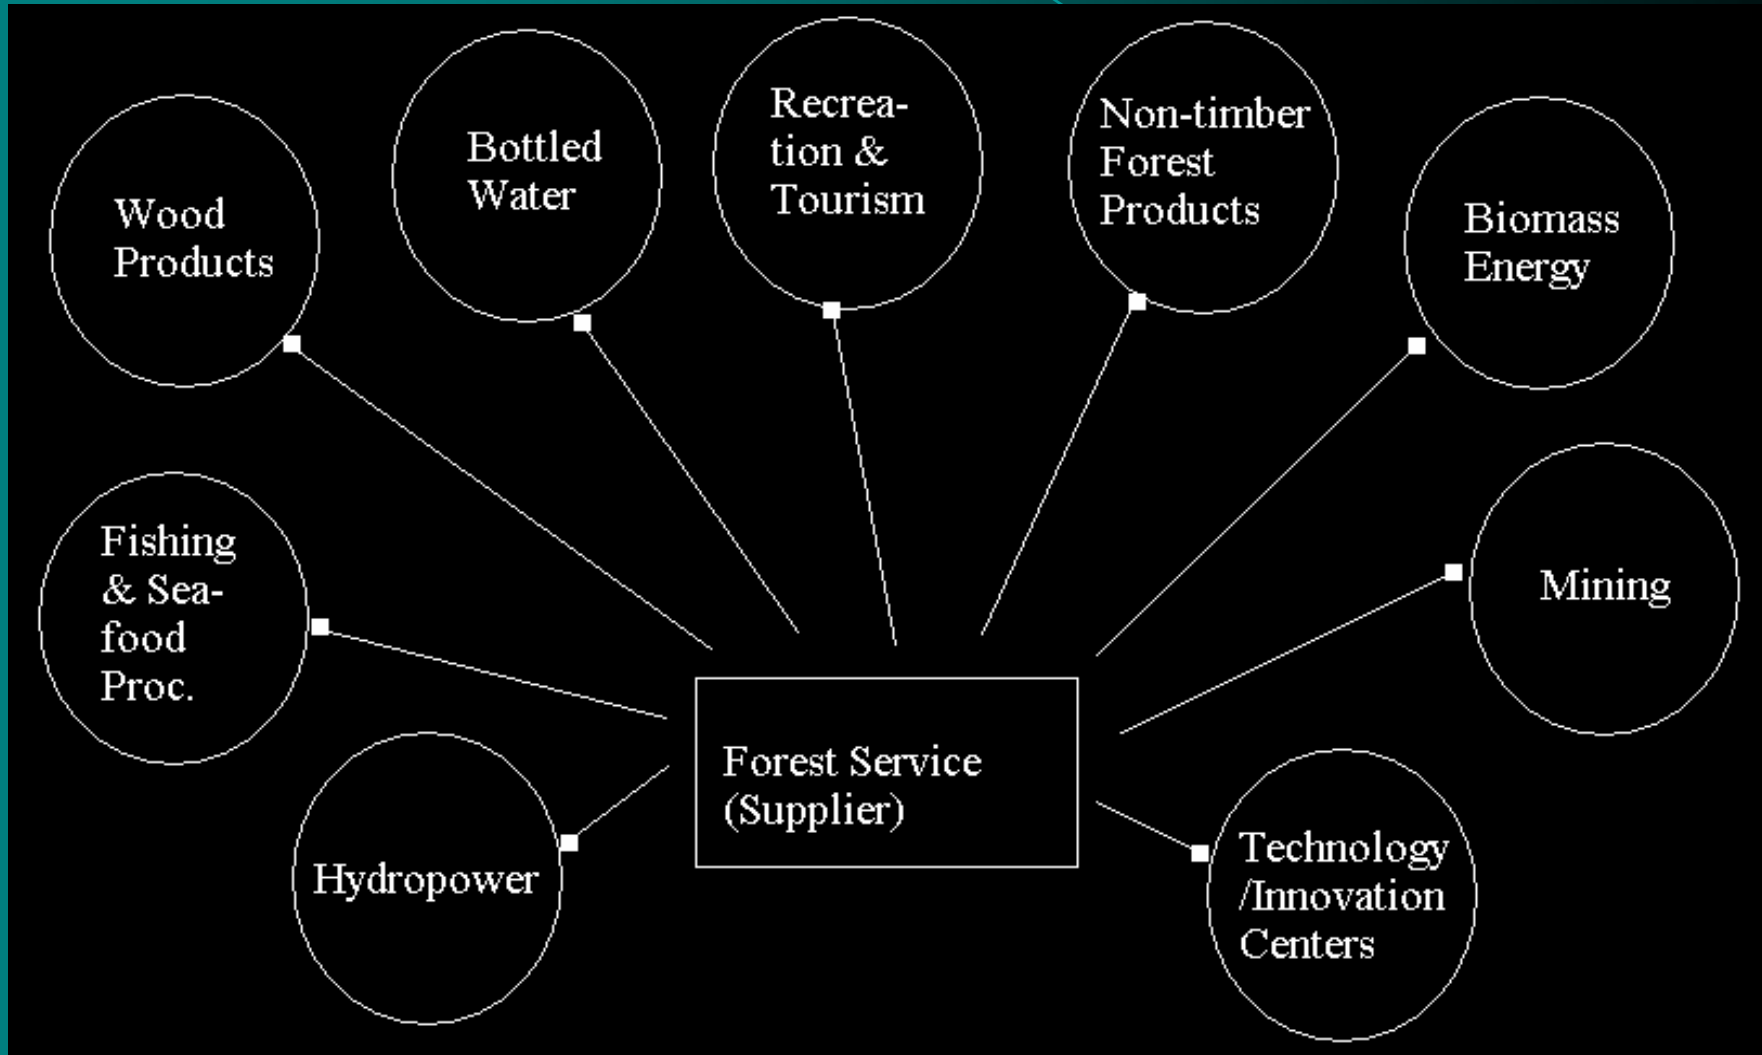 Wood
Products
Bottled
Water
Recrea-
tion &
Tourism
Non-timber
Forest
Products
Biomass
Energy
Fishing
& Sea-
food
Proc.
Mining
Forest Service
(Supplier)
Hydropower
Technology
/Innovation
Centers